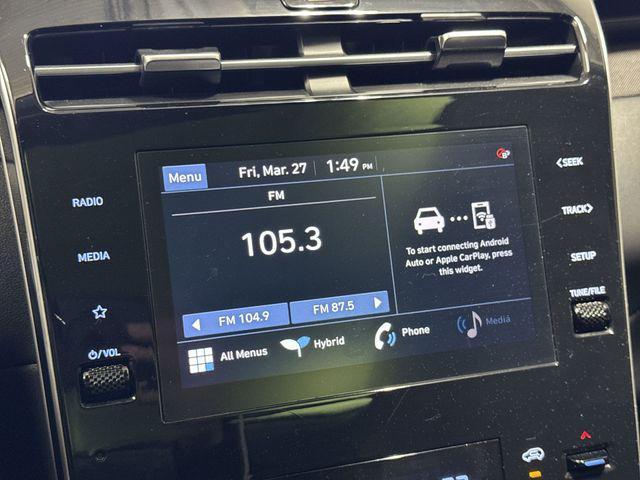 Menu
Fri, Mar. 27
1:49 PM
FM
105.3
FM 104.9
FM 87.5
To start connecting Android
Auto or Apple CarPlay, press
this widget.
All Menus
Hybrid
Phone
Media
RADIO
MEDIA
/VOL
<SEEK
TRACK>
SETUP
TUNE/FILE